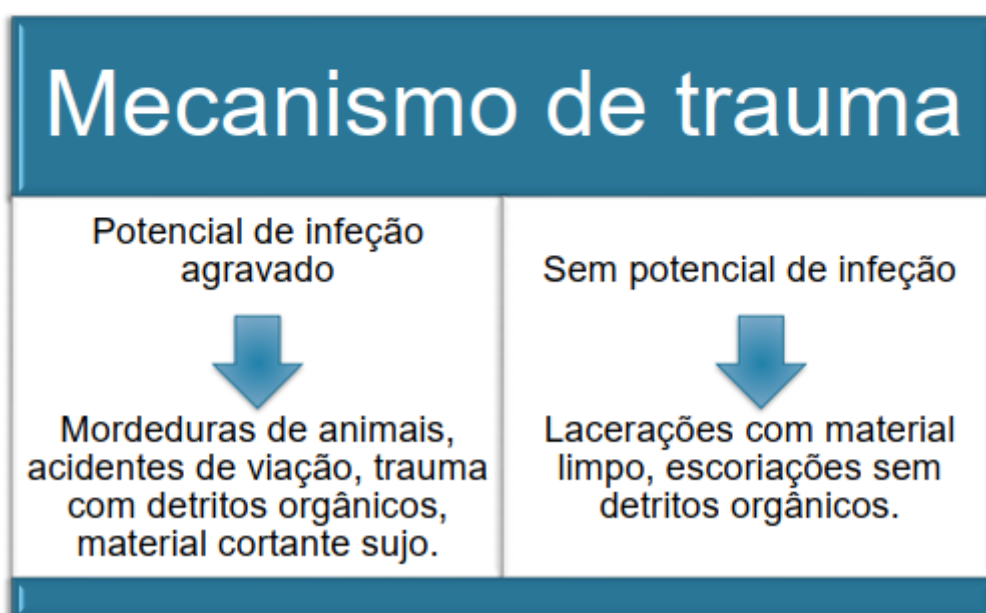 Mecanismo de trauma
Potencial de infeção
agravado
Mordeduras de animais,
acidentes de viação, trauma
com detritos orgânicos,
material cortante sujo.
Sem potencial de infeção
Lacerações com material
limpo, escoriações sem
detritos orgânicos.